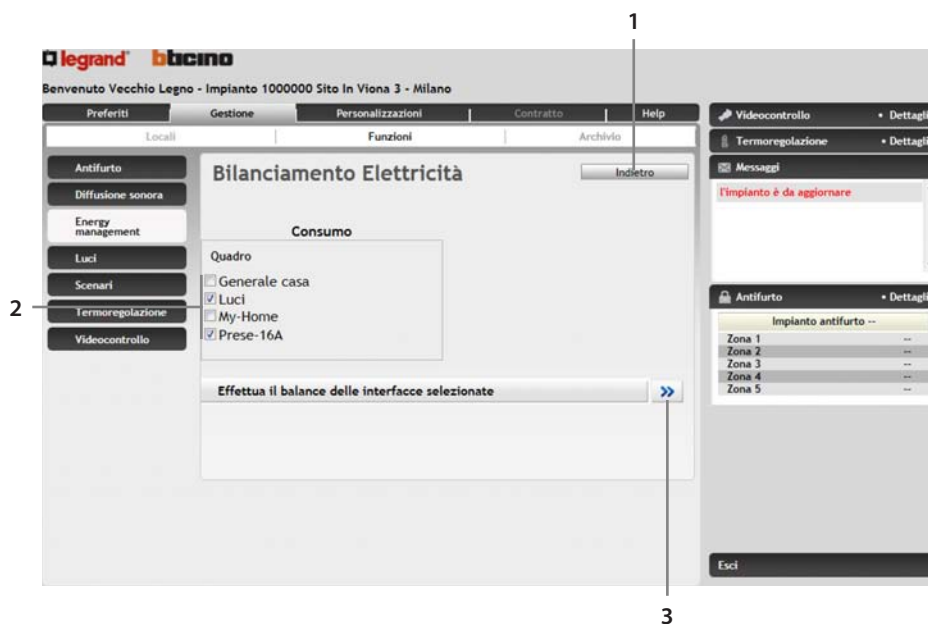 1
legrand® bticino
Benvenuto Vecchio Legno - Impianto 1000000 Sito In Viona 3 - Milano
Preferiti Gestione Personalizzazioni Contratto Help
Locali Funzioni Archivio
Antifurto
Diffusione sonora
Energy
management
Luci
Scenari
Termoregolazione
Videocontrollo
Bilanciamento Elettricità
Indietro
Consumo
Quadro
Generale casa
Luci
My-Home
Prese-16A
2
Effettua il balance delle interfacce selezionate
3
Videocontrollo • Dettagli
Termoregolazione • Dettagli
Messaggi
l'impianto è da aggiornare
Antifurto • Dettagli
Impianto antifurto --
Zona 1 --
Zona 2 --
Zona 3 --
Zona 4 --
Zona 5 --
Esci